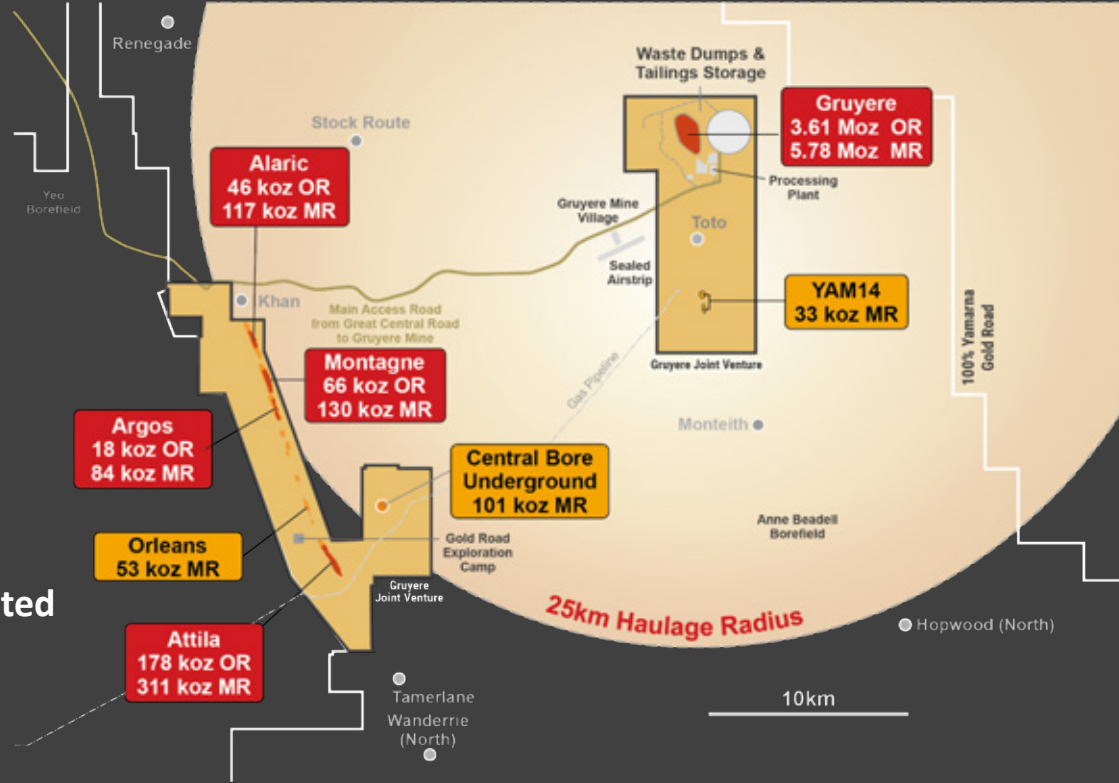 Renegade
Waste Dumps &
Tailings Storage
Gruyere
3.61 Moz OR
5.78 Moz MR
Stock Route
Alaric
46 koz OR
117 koz MR
Processing
Plant
Yeo
Borefield
Gruyere Mine
Village
Toto
Sealed
Airstrip
YAM14
33 koz MR
Khan
Main Access Road
from Great Central Road
to Gruyere Mine
100% Yamarna
Gold Road
Gruyere Joint Venture
Montagne
66 koz OR
130 koz MR
Gas Pipeline
Argos
18 koz OR
84 koz MR
Monteith
Central Bore
Underground
101 koz MR
Anne Beadell
Borefield
Orleans
53 koz MR
Gold Road
Exploration
Camp
Gruyere
Joint Venture
ted
25km Haulage Radius
Hopwood (North)
Attila
178 koz OR
311 koz MR
Tamerlane
Wanderrie
(North)
10km